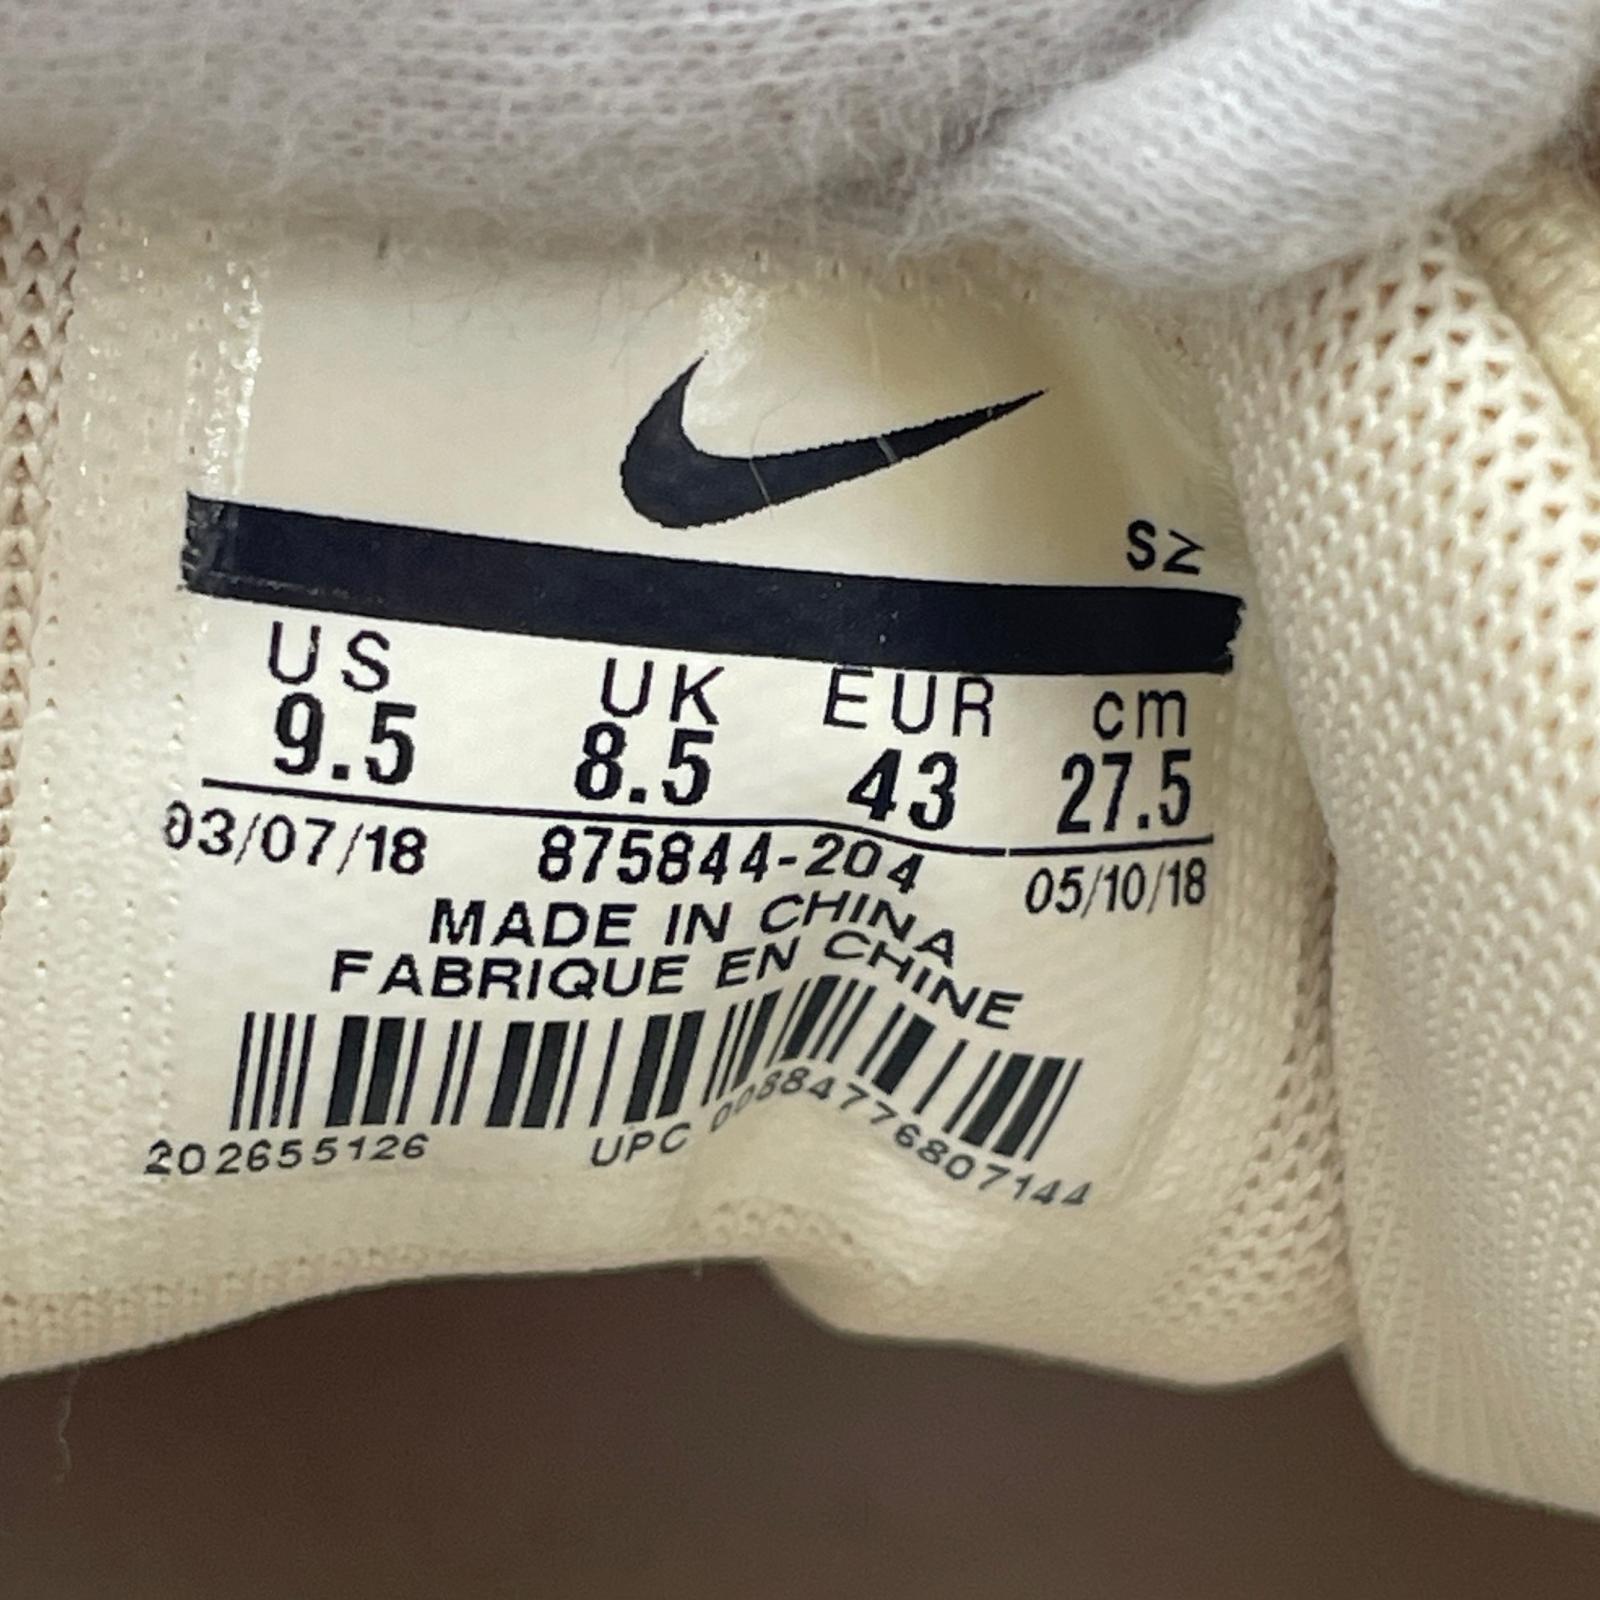 SZ
US UK EUR cm
9.5 8.5 43 27.5
03/07/18 875844-204 05/10/18
MADE IN CHINA
FABRIQUE EN CHINE
202655126 UPC 00884776807144